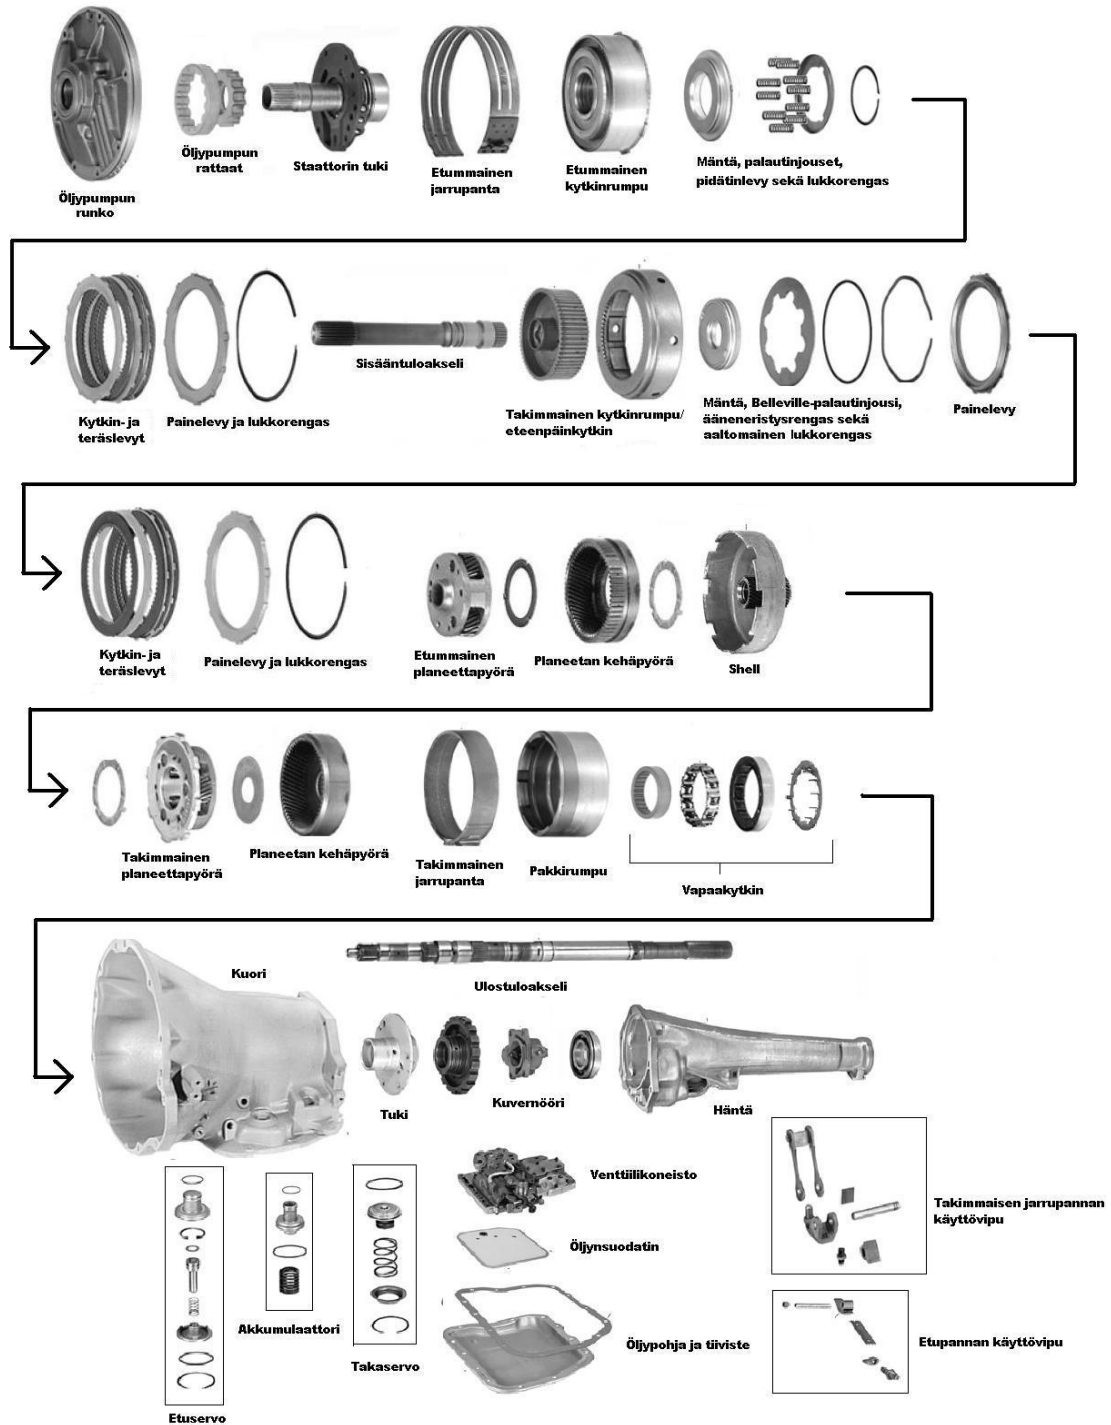 Öljypumpun
runko
Öljypumpun
rattaat
Staattorin tuki
Etummainen
jarrupanta
Etummainen
kytkinrumpu
Mäntä, palautinjouset,
pidätinlevy sekä lukkorengas
Kytkin- ja
teräslevyt
Painelevy ja lukkorengas
Sisääntuloakseli
Takimmainen kytkinrumpu/
eteenpäinkytkin
Mäntä, Belleville-palautinjousi,
ääneneristysrengas sekä
aaltomainen lukkorengas
Painelevy
Kytkin- ja
teräslevyt
Painelevy ja lukkorengas
Etummainen
planeettapyörä
Planeetan kehäpyörä
Shell
Takimmainen
planeettapyörä
Planeetan kehäpyörä
Takimmainen
jarrupanta
Pakkirumpu
Vapaakytkin
Kuori
Ulostuloakseli
Tuki
Kuvernööri
Häntä
Etuservo
Akkumulaattori
Takaservo
Venttiilikoneisto
Öljynsuodatin
Öljypohja ja tiiviste
Takimmaisen jarrupannan
käyttövipu
Etupannan käyttövipu